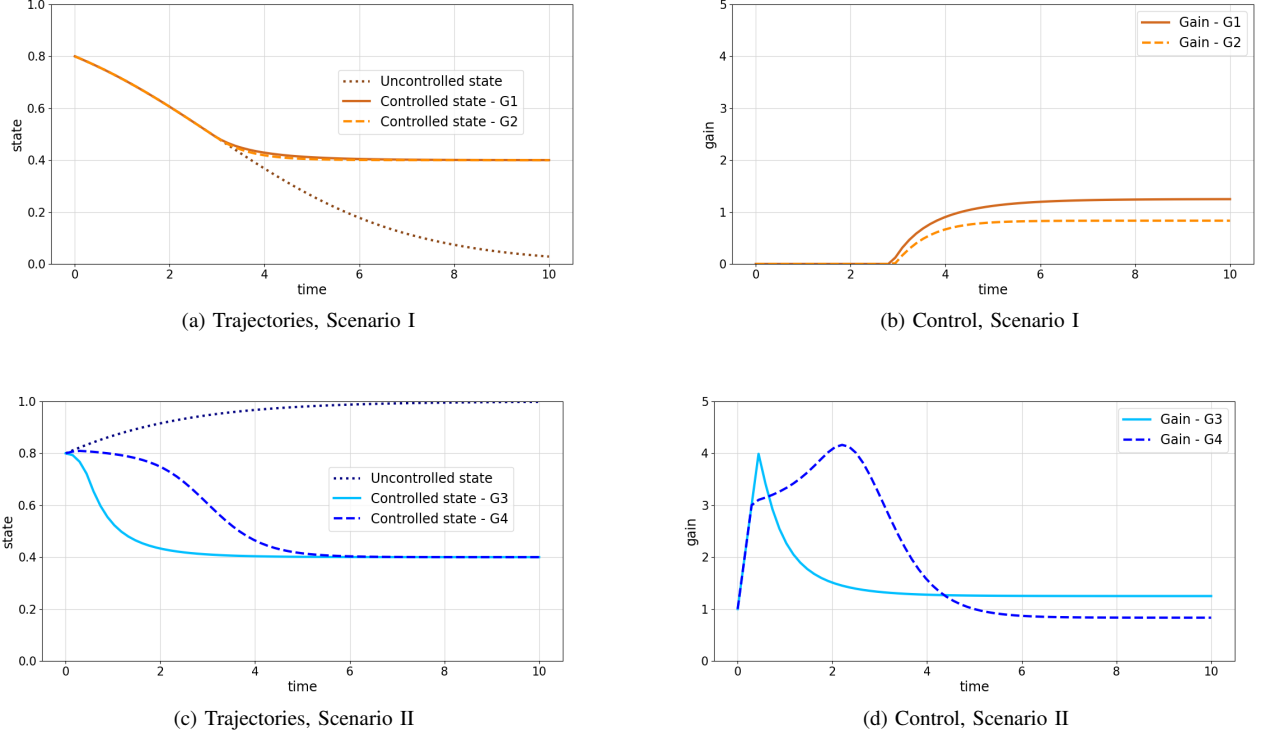 1.0
0.8
0.6
0.4
0.2
0.0
state
0 2 4 6 8 10
time
Uncontrolled state
Controlled state - G1
Controlled state - G2
(a) Trajectories, Scenario I
5
4
3
2
1
0
gain
0 2 4 6 8 10
time
Gain - G1
Gain - G2
(b) Control, Scenario I
1.0
0.8
0.6
0.4
0.2
0.0
state
0 2 4 6 8 10
time
Uncontrolled state
Controlled state - G3
Controlled state - G4
(c) Trajectories, Scenario II
5
4
3
2
1
0
gain
0 2 4 6 8 10
time
Gain - G3
Gain - G4
(d) Control, Scenario II